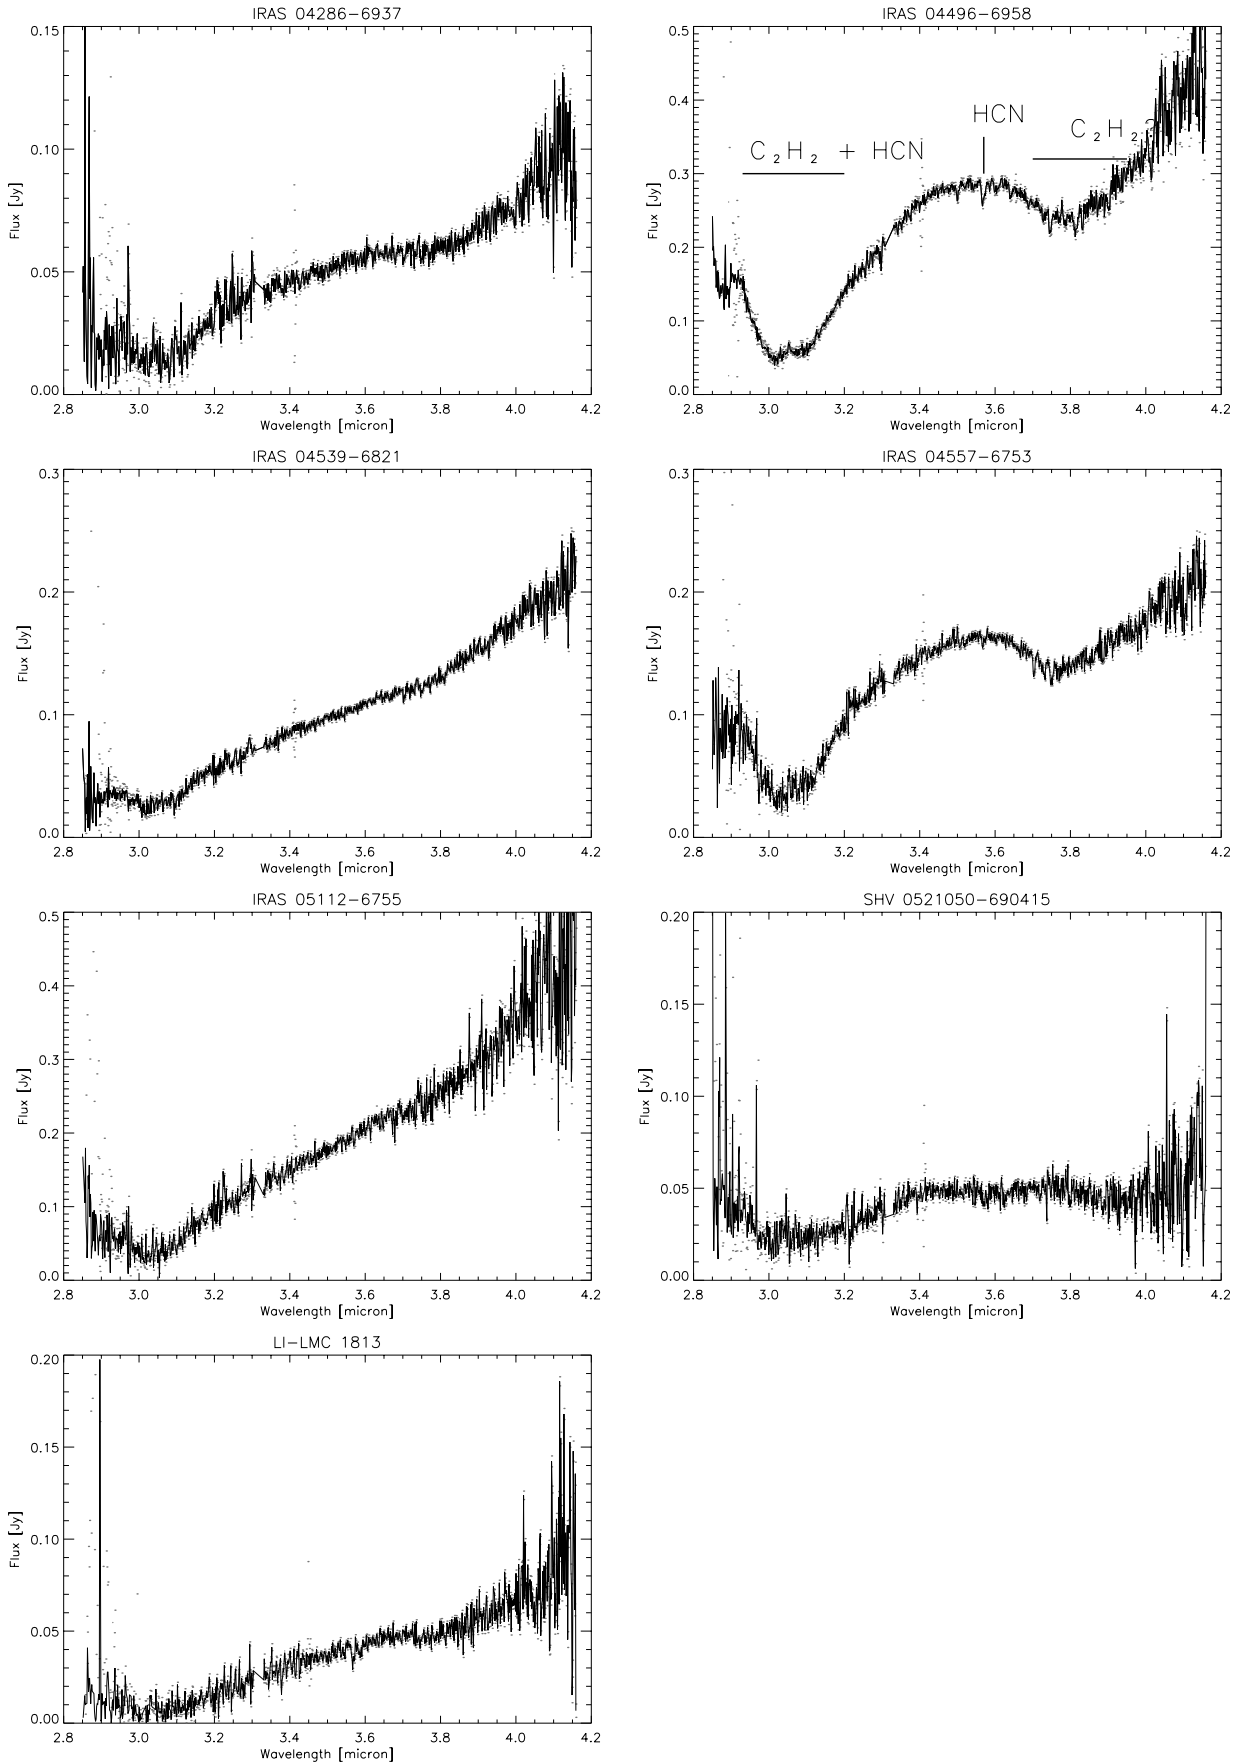 IRAS 04286−6937
Flux [Jy]
0.15
0.10
0.05
0.00
2.8 3.0 3.2 3.4 3.6 3.8 4.0 4.2
Wavelength [micron]
IRAS 04496−6958
Flux [Jy]
0.5
0.4
0.3
0.2
0.1
0.0
C₂H₂ + HCN
HCN
C₂H₂?
2.8 3.0 3.2 3.4 3.6 3.8 4.0 4.2
Wavelength [micron]
IRAS 04539−6821
Flux [Jy]
0.3
0.2
0.1
0.0
2.8 3.0 3.2 3.4 3.6 3.8 4.0 4.2
Wavelength [micron]
IRAS 04557−6753
Flux [Jy]
0.3
0.2
0.1
0.0
2.8 3.0 3.2 3.4 3.6 3.8 4.0 4.2
Wavelength [micron]
IRAS 05112−6755
Flux [Jy]
0.5
0.4
0.3
0.2
0.1
0.0
2.8 3.0 3.2 3.4 3.6 3.8 4.0 4.2
Wavelength [micron]
SHV 0521050−690415
Flux [Jy]
0.20
0.15
0.10
0.05
0.00
2.8 3.0 3.2 3.4 3.6 3.8 4.0 4.2
Wavelength [micron]
LI−LMC 1813
Flux [Jy]
0.20
0.15
0.10
0.05
0.00
2.8 3.0 3.2 3.4 3.6 3.8 4.0 4.2
Wavelength [micron]